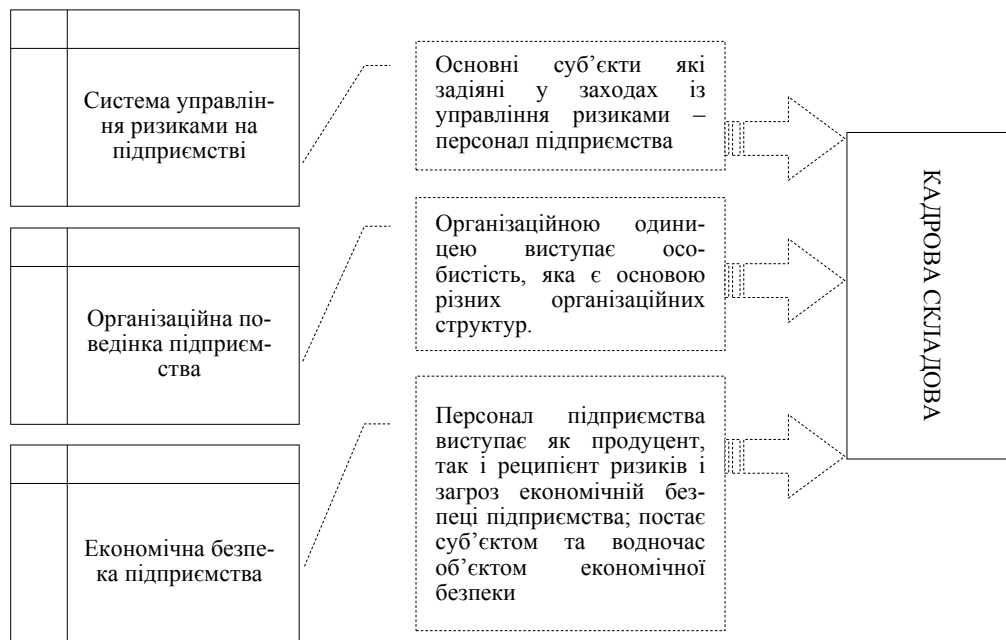 Система управлін-
ня ризиками на
підприємстві
Основні суб’єкти які
задіяні у заходах із
управління ризиками –
персонал підприємства
Організаційна по-
ведінка підприєм-
ства
Організаційною одини-
цею виступає осо-
бистість, яка є основою
різних організаційних
структур.
Економічна безпе-
ка підприємства
Персонал підприємства
виступає як продуцент,
так і реципієнт ризиків і
загроз економічній без-
пеці підприємства; постає
суб’єктом та водночас
об’єктом економічної
безпеки
КАДРОВА СКЛАДОВА